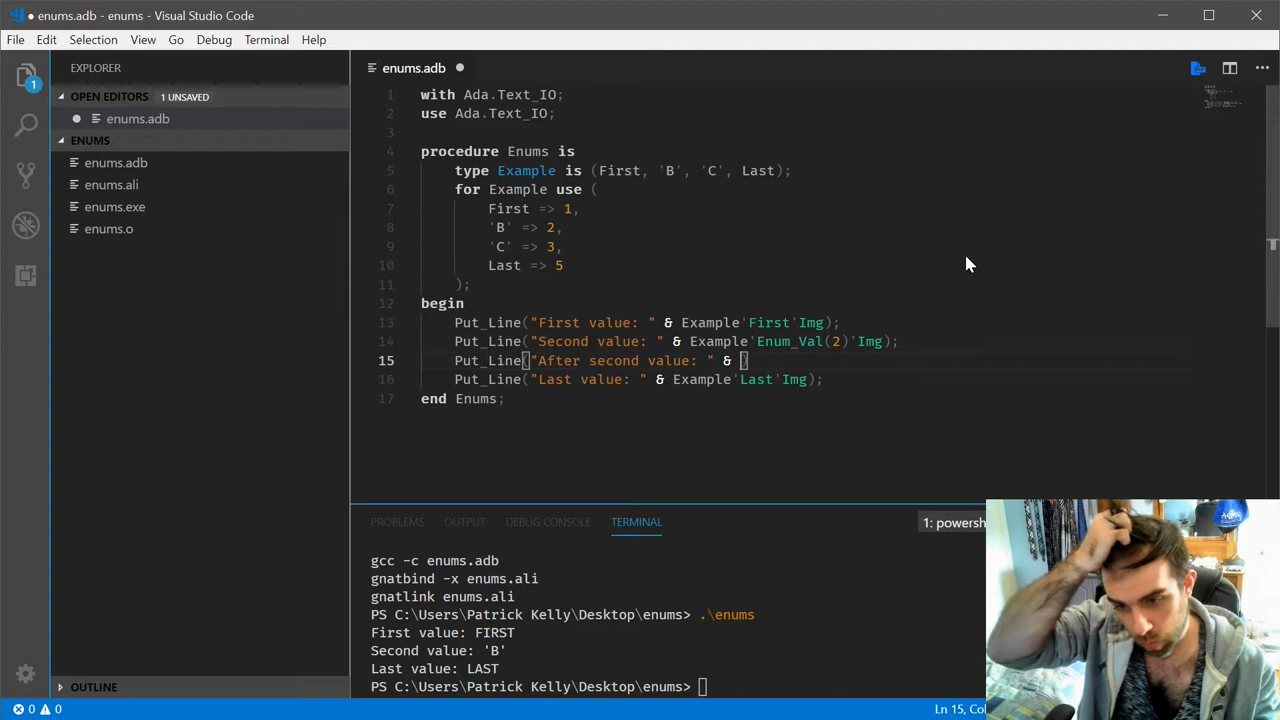 enums.adb - enums - Visual Studio Code
File Edit Selection View Go Debug Terminal Help
EXPLORER
OPEN EDITORS 1 UNSAVED
enums.adb
ENUMS
enums.adb
enums.ali
enums.exe
enums.o
OUTLINE
1
enums.adb
1 with Ada.Text_IO;
2 use Ada.Text_IO;
3
4 procedure Enums is
5 type Example is (First, 'B', 'C', Last);
6 for Example use (
7 First => 1,
8 'B' => 2,
9 'C' => 3,
10 Last => 5
11 );
12 begin
13 Put_Line("First value: " & Example'First'Img);
14 Put_Line("Second value: " & Example'Enum_Val(2)'Img);
15 Put_Line("After second value: " & )
16 Put_Line("Last value: " & Example'Last'Img);
17 end Enums;
PROBLEMS OUTPUT DEBUG CONSOLE TERMINAL 1: powersh
gcc -c enums.adb
gnatbind -x enums.ali
gnatlink enums.ali
PS C:\Users\Patrick Kelly\Desktop\enums> .\enums
First value: FIRST
Second value: 'B'
Last value: LAST
PS C:\Users\Patrick Kelly\Desktop\enums>
0 0 Ln 15, Co